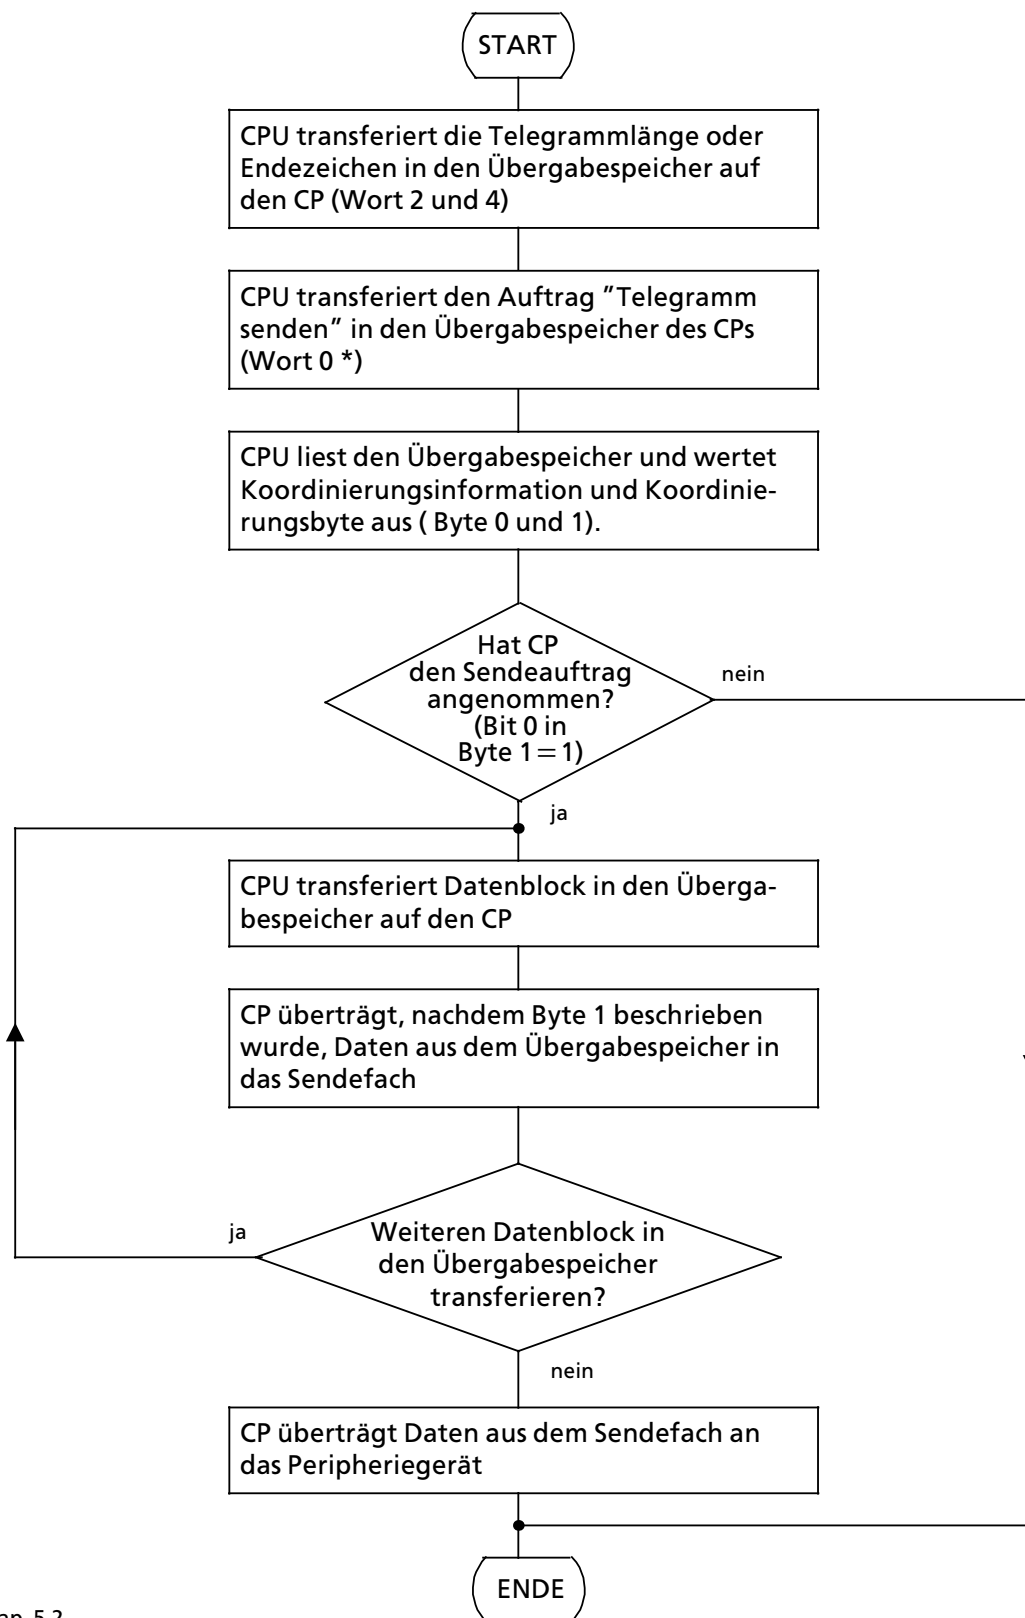 START
CPU transferiert die Telegrammlänge oder
Endezeichen in den Übergabespeicher auf
den CP (Wort 2 und 4)
CPU transferiert den Auftrag "Telegramm
senden" in den Übergabespeicher des CPs
(Wort 0 *)
CPU liest den Übergabespeicher und wertet
Koordinierungsinformation und Koordinie-
rungsbyte aus ( Byte 0 und 1).
Hat CP
den Sendeauftrag
angenommen?
(Bit 0 in
Byte 1 = 1)
nein
ja
CPU transferiert Datenblock in den Überga-
bespeicher auf den CP
CP überträgt, nachdem Byte 1 beschrieben
wurde, Daten aus dem Übergabespeicher in
das Sendefach
ja
Weiteren Datenblock in
den Übergabespeicher
transferieren?
nein
CP überträgt Daten aus dem Sendefach an
das Peripheriegerät
ENDE
5.2